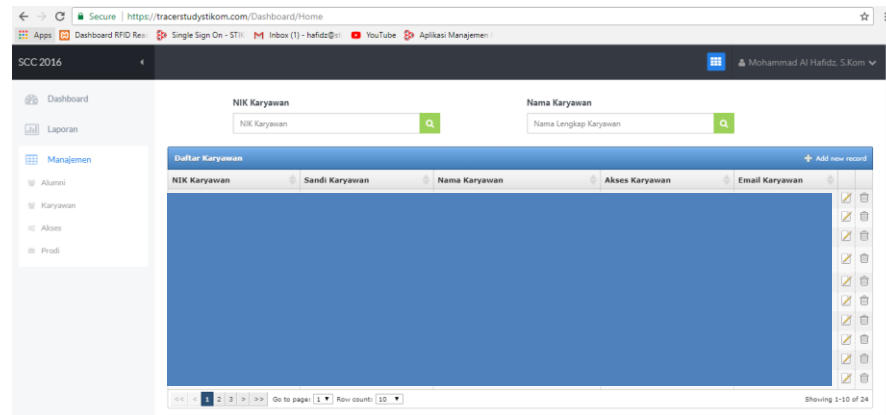 Secure | https://tracerstudystikom.com/Dashboard/Home
Apps Dashboard RFID Rea Single Sign On - STIK Inbox (1) - hafidz@st YouTube Aplikasi Manajemen
SCC 2016 Mohammad Al Hafidz, S.Kom
Dashboard
Laporan
Manajemen
Alumni
Karyawan
Akses
Prodi
NIK Karyawan Nama Karyawan
NIK Karyawan Nama Lengkap Karyawan
Daftar Karyawan Add new record
NIK Karyawan Sandi Karyawan Nama Karyawan Akses Karyawan Email Karyawan
<< < 1 2 3 > >> Go to page: 1 Row count: 10 Showing 1-10 of 24